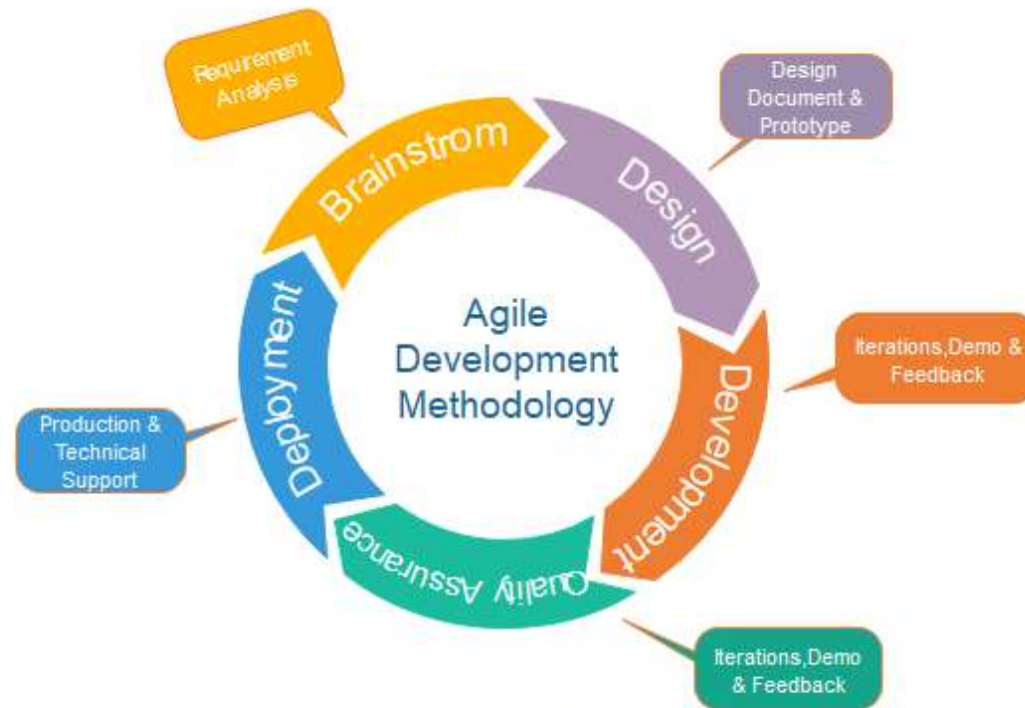 Requirement
Analysis
Brainstrom
Design
Document &
Prototype
Design
Iterations,Demo &
Feedback
Development
Iterations,Demo
& Feedback
Quality Assurance
Production &
Technical
Support
Deployment
Agile
Development
Methodology